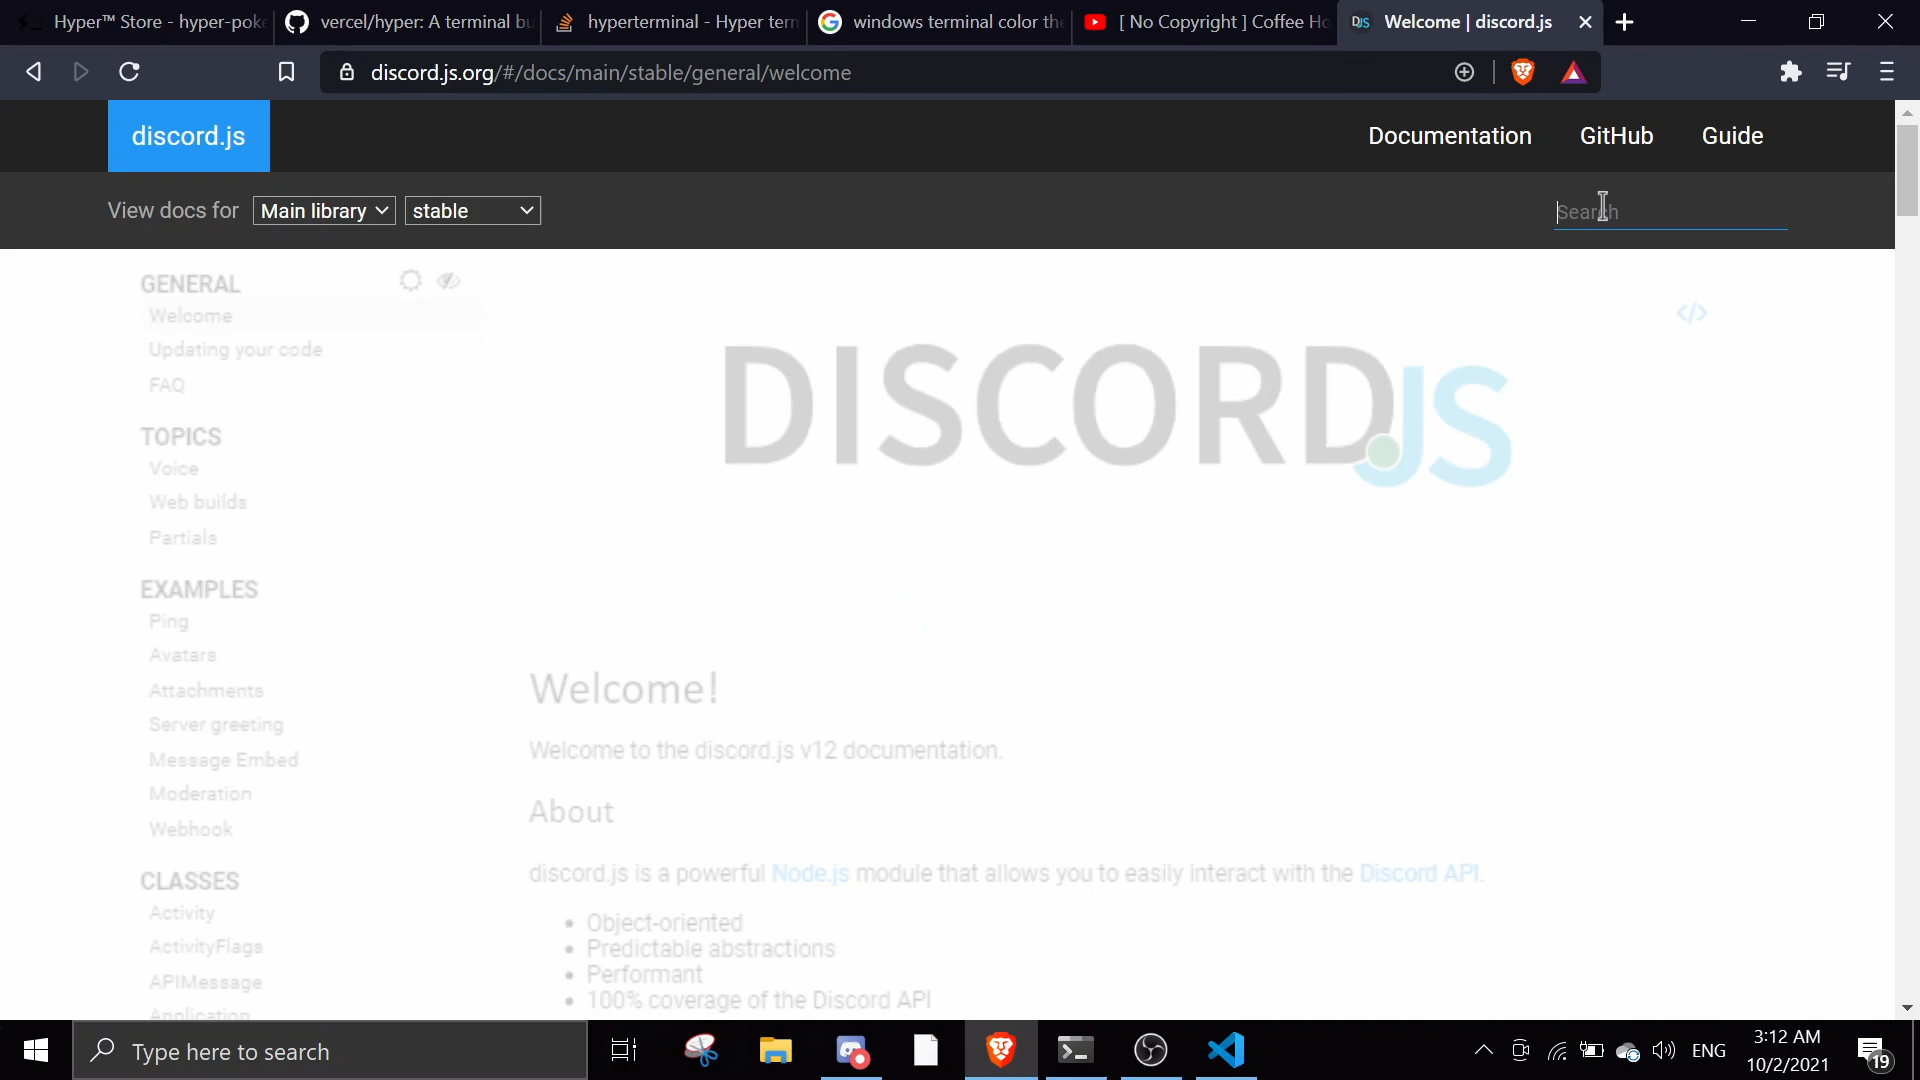 Hyper™ Store - hyper-poke
vercel/hyper: A terminal bu
hyperterminal - Hyper tern
windows terminal color the
[ No Copyright ] Coffee Ho
Welcome | discord.js
discord.js.org/#/docs/main/stable/general/welcome
discord.js
Documentation
GitHub
Guide
View docs for
Main library
stable
Search
GENERAL
Welcome
Updating your code
FAQ
TOPICS
Voice
Web builds
Partials
EXAMPLES
Ping
Avatars
Attachments
Server greeting
Message Embed
Moderation
Webhook
CLASSES
Activity
ActivityFlags
APIMessage
Application
</>
DISCORD.JS
Welcome!
Welcome to the discord.js v12 documentation.
About
discord.js is a powerful Node.js module that allows you to easily interact with the Discord API.
• Object-oriented
• Predictable abstractions
• Performant
• 100% coverage of the Discord API
Type here to search
ENG
3:12 AM
10/2/2021
19